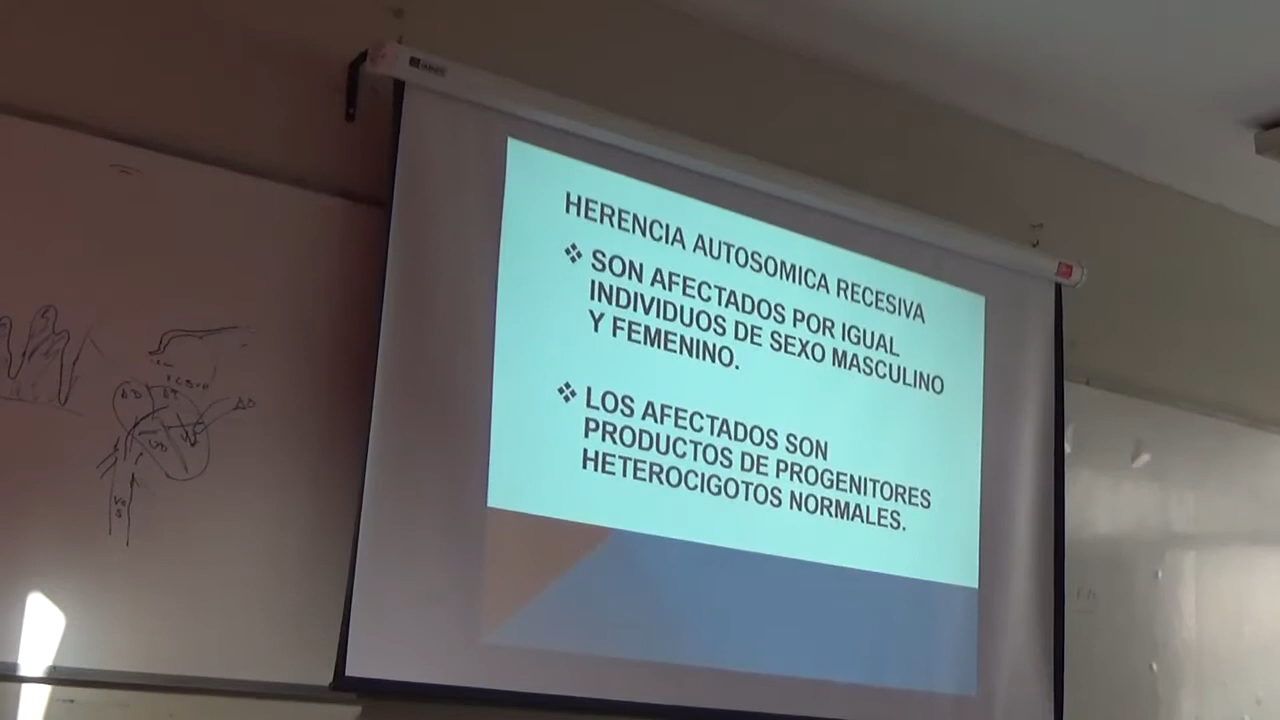 HERENCIA AUTOSOMICA RECESIVA
❖ SON AFECTADOS POR IGUAL
INDIVIDUOS DE SEXO MASCULINO
Y FEMENINO.
❖ LOS AFECTADOS SON
PRODUCTOS DE PROGENITORES
HETEROCIGOTOS NORMALES.